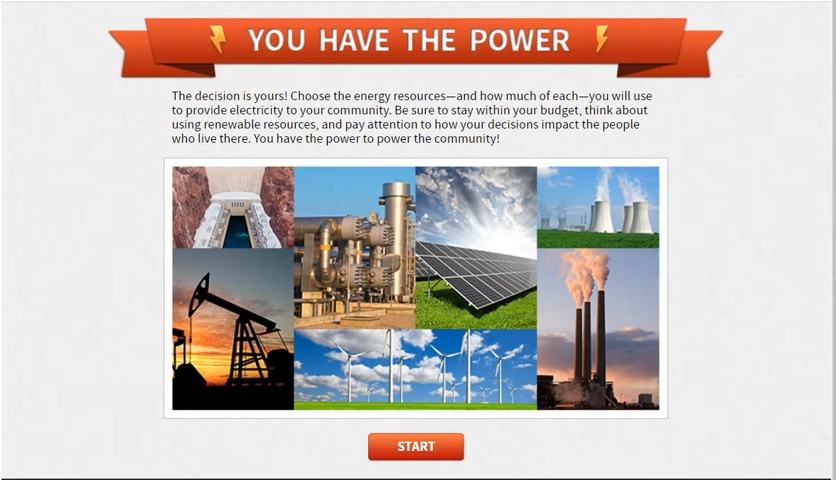 YOU HAVE THE POWER
The decision is yours! Choose the energy resources—and how much of each—you will use
to provide electricity to your community. Be sure to stay within your budget, think about
using renewable resources, and pay attention to how your decisions impact the people
who live there. You have the power to power the community!
START